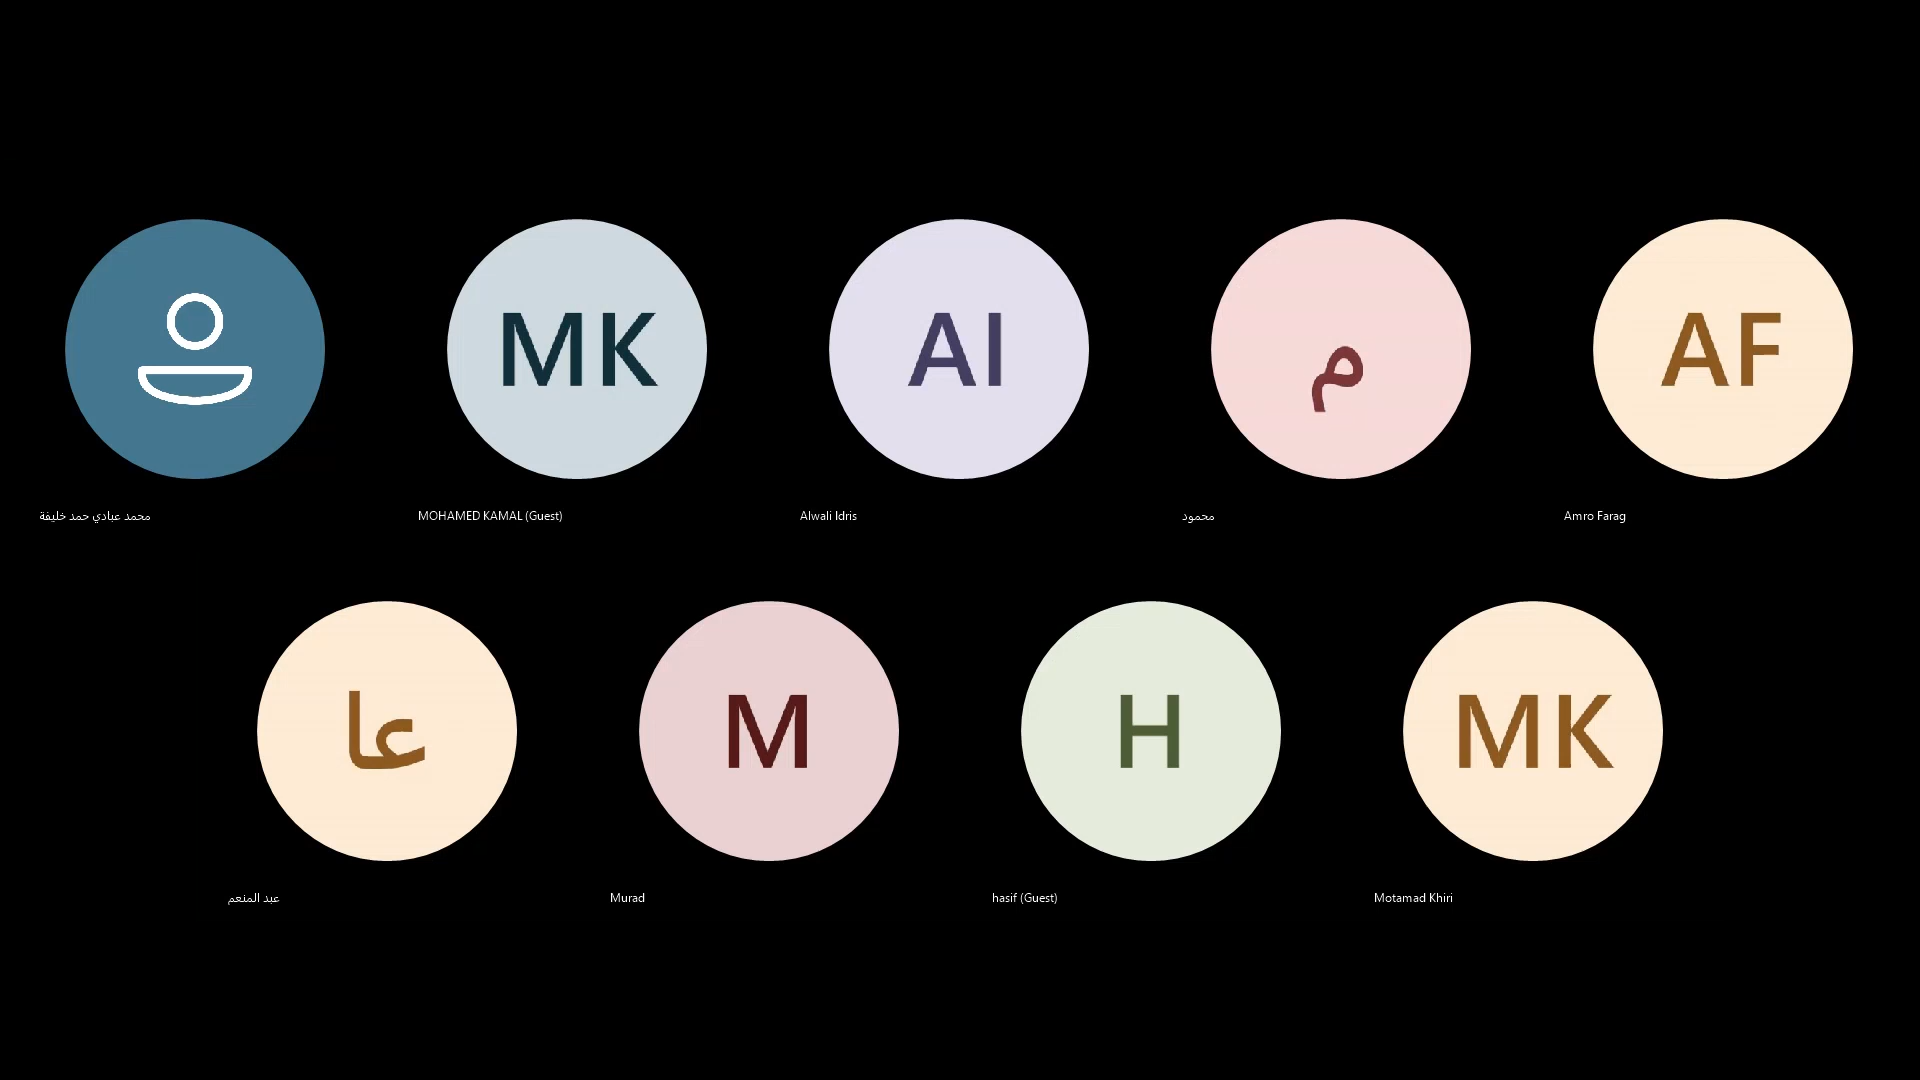 MK
AI
م
AF
محمد عبادي حمد خليفة
MOHAMED KAMAL (Guest)
Alwali Idris
محمود
Amro Farag
عا
M
H
MK
عبد المنعم
Murad
hasif (Guest)
Motamad Khiri